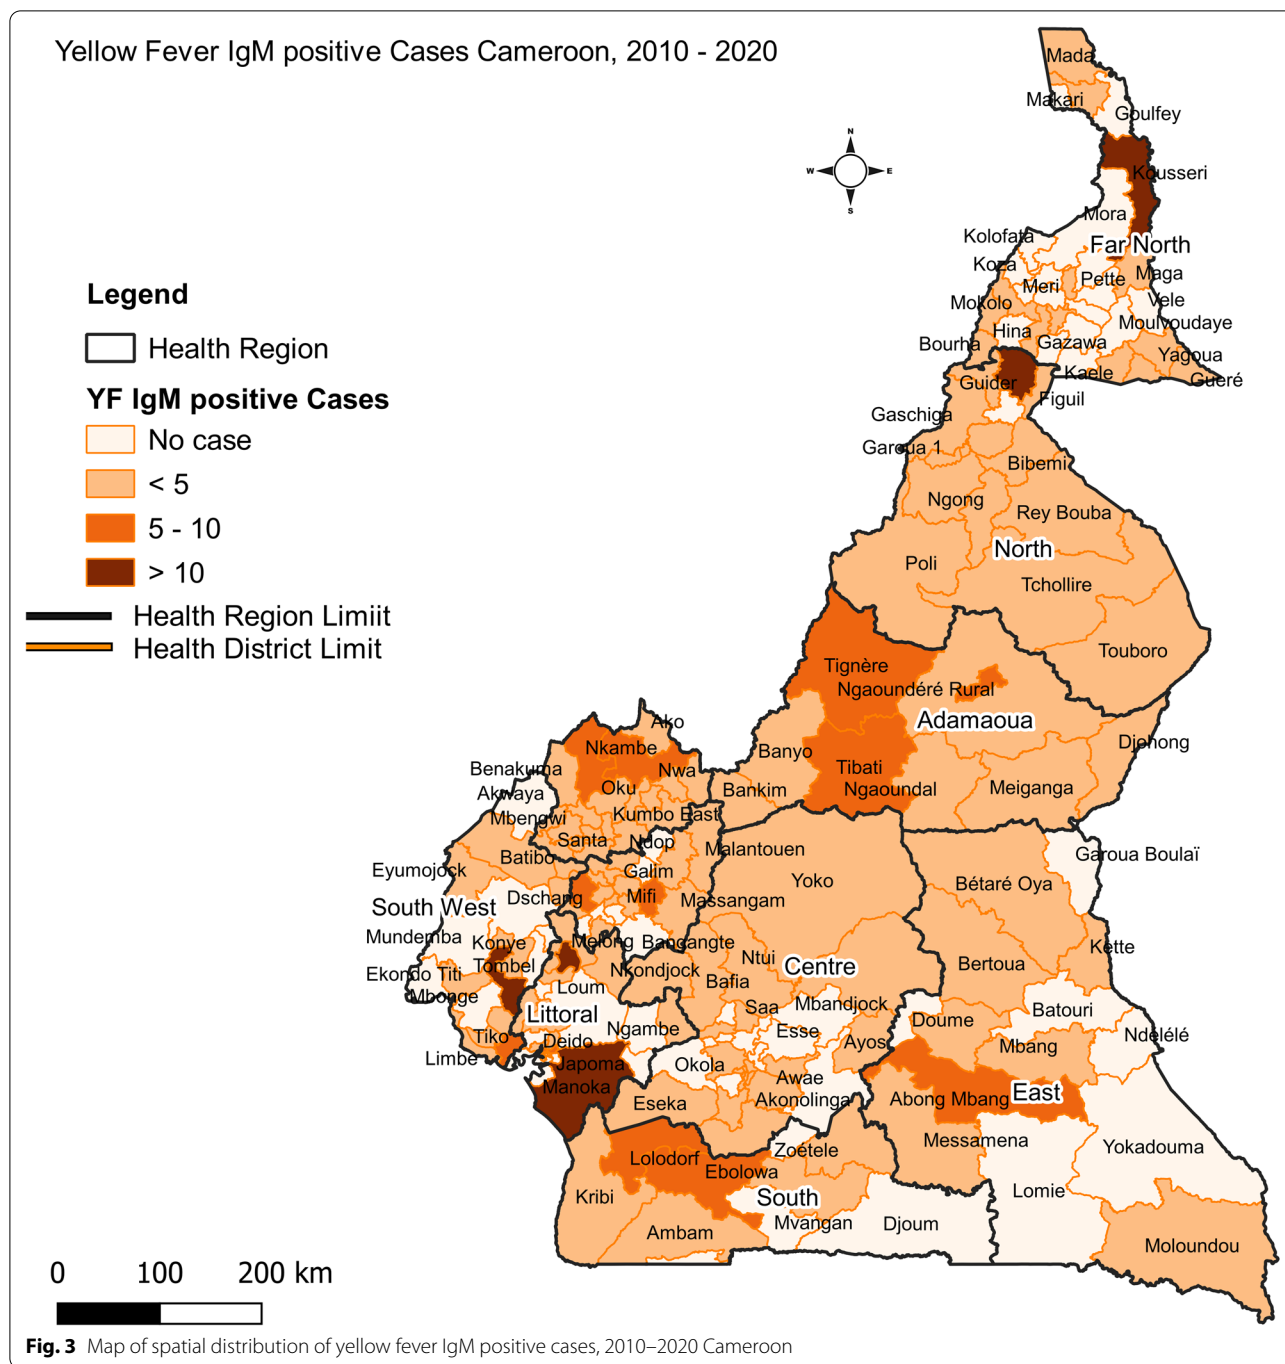 Yellow Fever IgM positive Cases Cameroon, 2010 - 2020
N
W
E
S
Legend
Health Region
YF IgM positive Cases
No case
< 5
5 - 10
> 10
Health Region Limiit
Health District Limit
Mada
Makari
Goulfey
Kousseri
Mora
Kolofata
Far North
Koza
Maga
Pette
Meri
Vele
Mokolo
Moulvoudaye
Hina
Gazawa
Bourha
Yagoua
Kaele
Gueré
Guider
Figuil
Gaschiga
Garoua 1
Bibemi
Ngong
Rey Bouba
North
Poli
Tchollire
Touboro
Tignère
Ngaoundéré Rural
Adamaoua
Ako
Nkambe
Banyo
Djohong
Benakuma
Nwa
Tibati
Akwaya
Oku
Bankim
Ngaoundal
Meiganga
Mbengwi
Kumbo East
Santa
Ndop
Malantouen
Garoua Boulaï
Batibo
Eyumojock
Galim
Yoko
Bétaré Oya
Dschang
Mifi
Massangam
South West
Mundemba
Konye
Melong
Bangangte
Kette
Ntui
Bertoua
Ekondo Titi
Tombel
Nkondjock
Bafia
Centre
Mbonge
Loum
Saa
Mbandjock
Batouri
Littoral
Doume
Ngambe
Esse
Ndélélé
Tiko
Deido
Ayos
Mbang
Limbe
Japoma
Okola
Manoka
Awae
East
Eseka
Akonolinga
Abong Mbang
Messamena
Zoétele
Yokadouma
Lolodorf
Ebolowa
Kribi
South
Lomie
Mvangan
Djoum
Ambam
Moloundou
0 100 200 km
Fig. 3 Map of spatial distribution of yellow fever IgM positive cases, 2010–2020 Cameroon